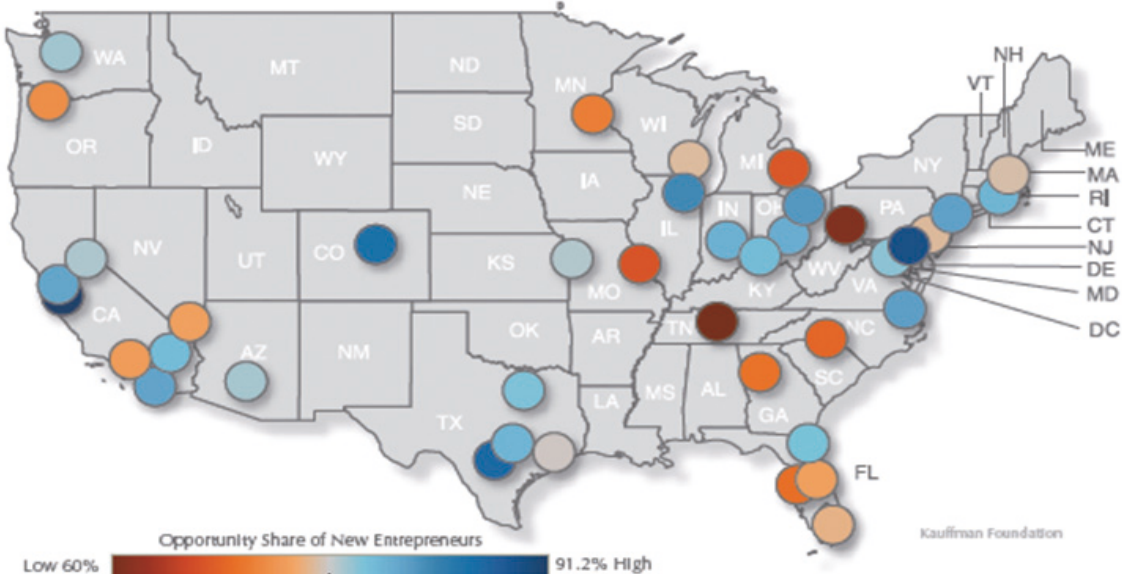 NH
VT
WA
MT
ND
MN
OR
ID
SD
WI
MI
NY
ME
WY
MA
IA
NE
RI
PA
IN
OH
CT
NV
IL
UT
CO
NJ
KS
WV
DE
MO
VA
KY
MD
CA
DC
TN
NC
OK
AR
AZ
NM
SC
MS
AL
LA
GA
TX
FL
Kauffman Foundation
Opportunity Share of New Entrepreneurs
Low 60%
91.2% High